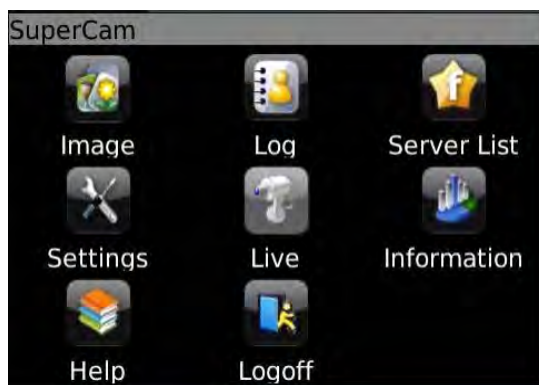 SuperCam
Image Log Server List
Settings Live Information
Help Logoff